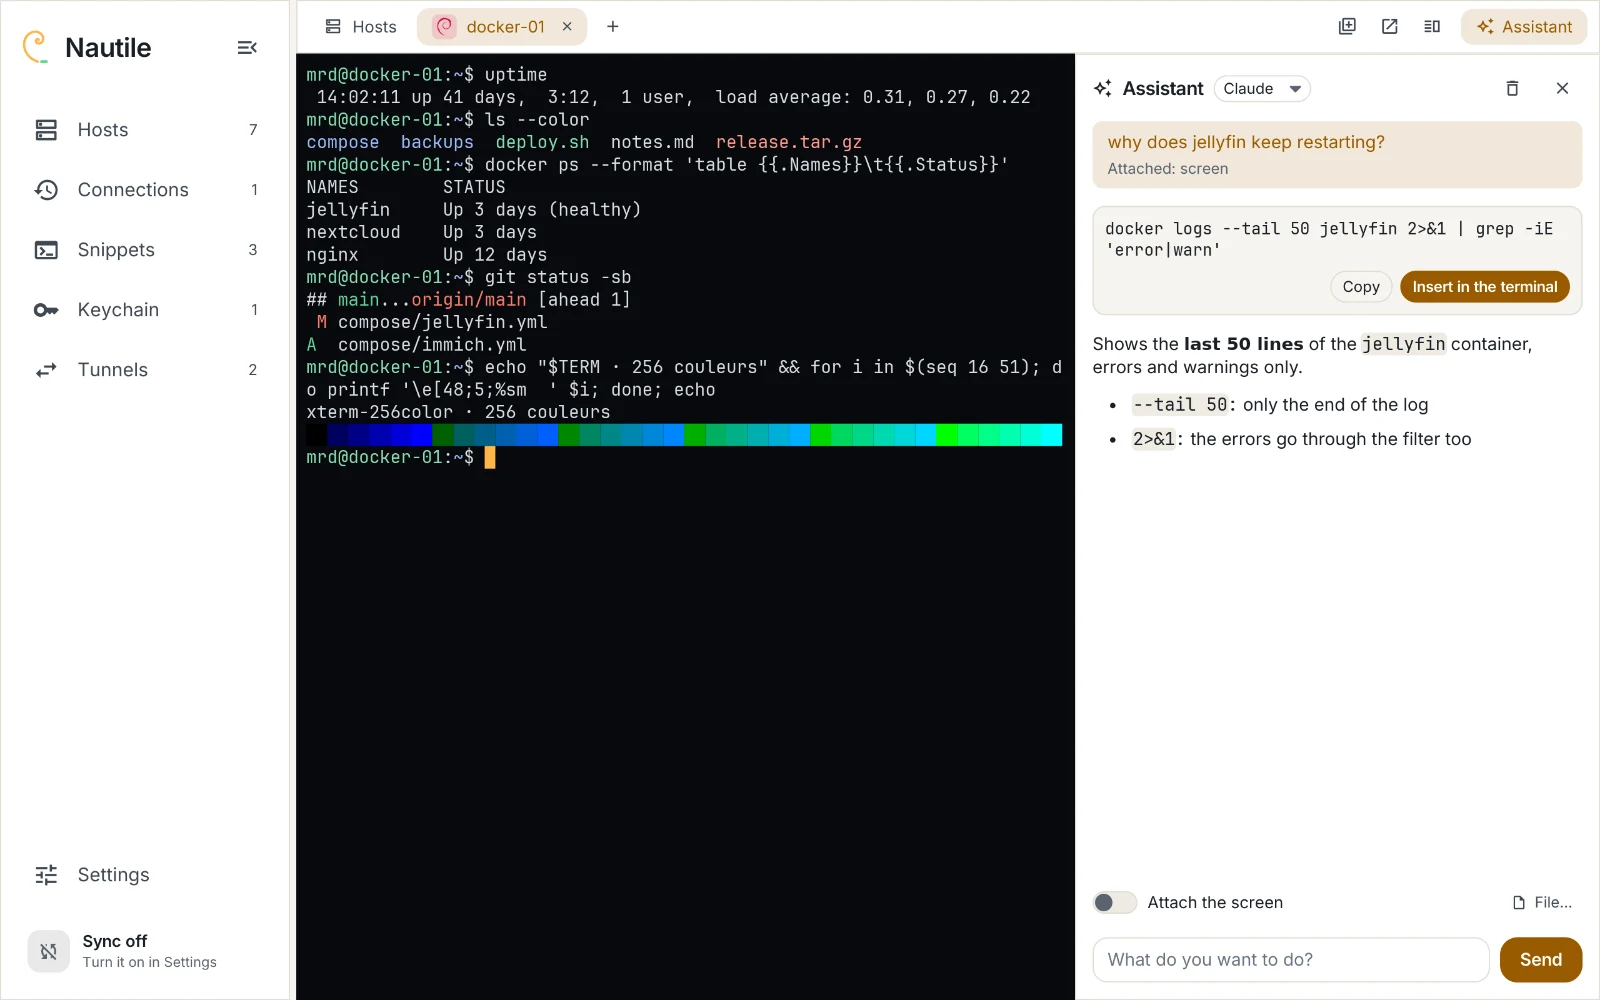 Nautile
Hosts 7
Connections 1
Snippets 3
Keychain 1
Tunnels 2
Settings
Sync off
Turn it on in Settings
Hosts
docker-01
Assistant
mrd@docker-01:~$ uptime
 14:02:11 up 41 days,  3:12,  1 user,  load average: 0.31, 0.27, 0.22
mrd@docker-01:~$ ls --color
compose  backups  deploy.sh  notes.md  release.tar.gz
mrd@docker-01:~$ docker ps --format 'table {{.Names}}\t{{.Status}}'
NAMES        STATUS
jellyfin     Up 3 days (healthy)
nextcloud    Up 3 days
nginx        Up 12 days
mrd@docker-01:~$ git status -sb
## main...origin/main [ahead 1]
 M compose/jellyfin.yml
A  compose/immich.yml
mrd@docker-01:~$ echo "$TERM · 256 couleurs" && for i in $(seq 16 51); d
o printf '\e[48;5;%sm  ' $i; done; echo
xterm-256color · 256 couleurs
mrd@docker-01:~$
Assistant
Claude
why does jellyfin keep restarting?
Attached: screen
docker logs --tail 50 jellyfin 2>&1 | grep -iE
'error|warn'
Copy
Insert in the terminal
Shows the last 50 lines of the jellyfin container,
errors and warnings only.
• --tail 50: only the end of the log
• 2>&1: the errors go through the filter too
Attach the screen
File...
What do you want to do?
Send